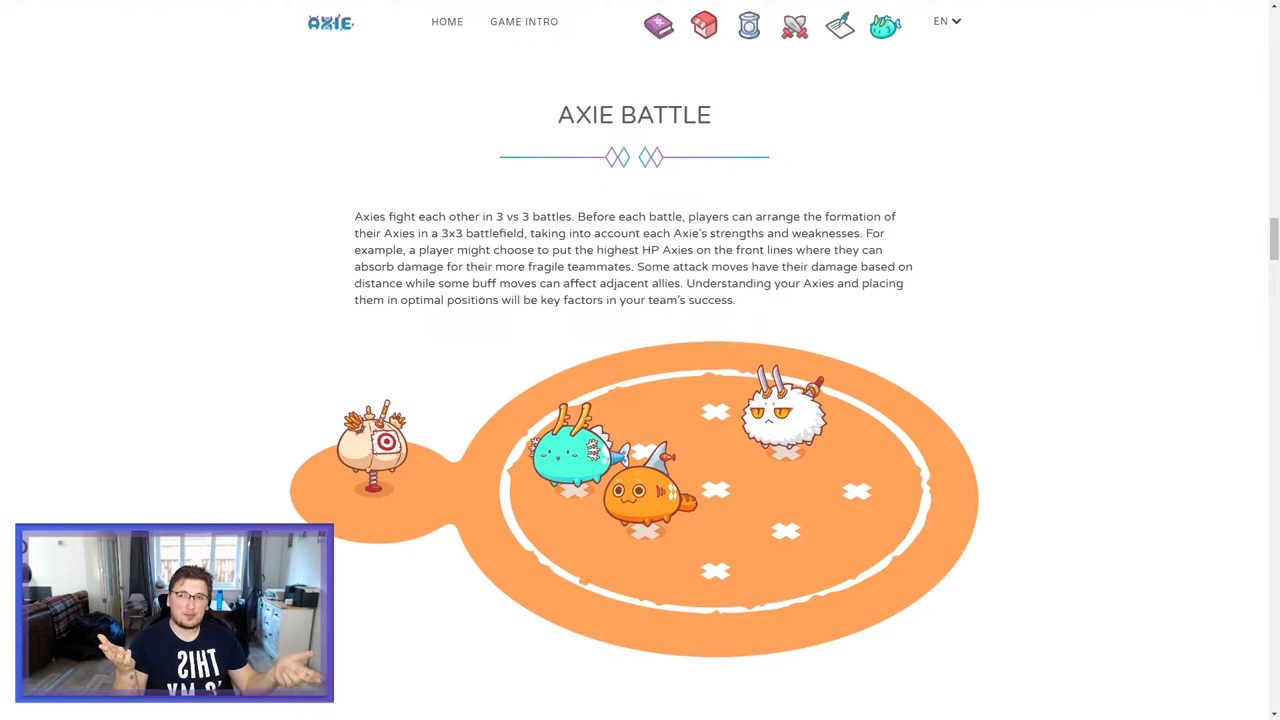 AXIE
HOME
GAME INTRO
EN
AXIE BATTLE
Axies fight each other in 3 vs 3 battles. Before each battle, players can arrange the formation of
their Axies in a 3x3 battlefield, taking into account each Axie's strengths and weaknesses. For
example, a player might choose to put the highest HP Axies on the front lines where they can
absorb damage for their more fragile teammates. Some attack moves have their damage based on
distance while some buff moves can affect adjacent allies. Understanding your Axies and placing
them in optimal positions will be key factors in your team's success.
THIS
IS MY